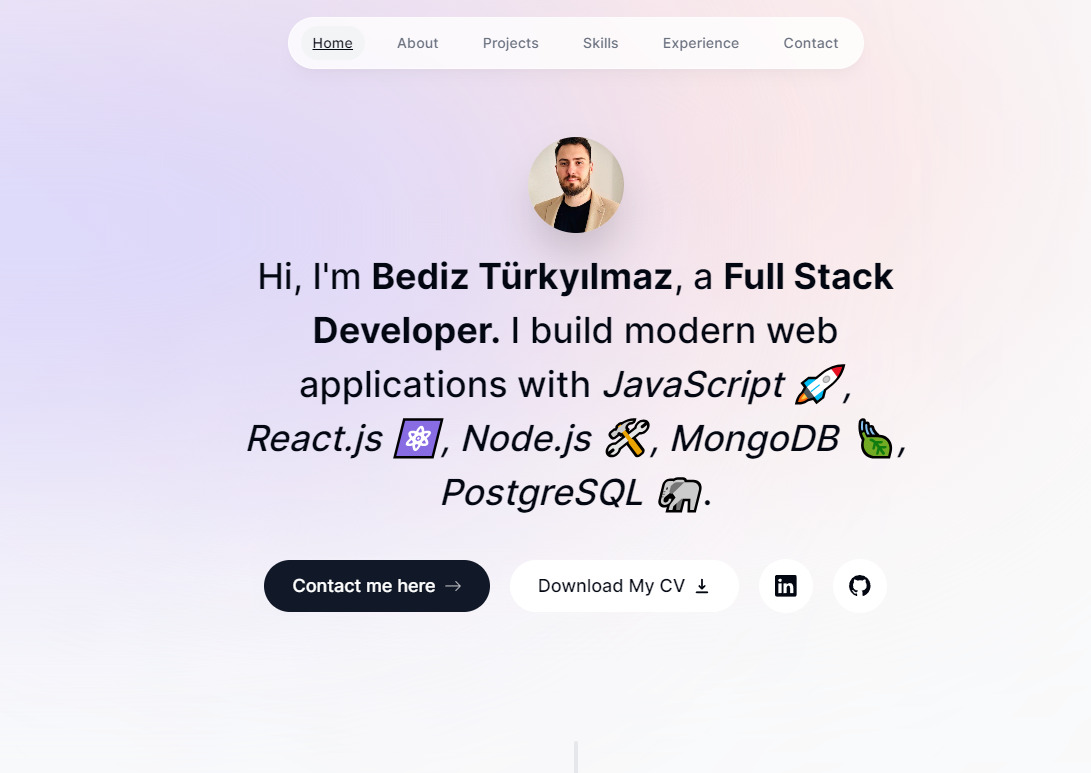 Home About Projects Skills Experience Contact
Hi, I'm Bediz Türkyılmaz, a Full Stack
Developer. I build modern web
applications with JavaScript 🚀,
React.js ⚛️, Node.js 🛠️, MongoDB 🍃,
PostgreSQL 🐘.
Contact me here →
Download My CV
in